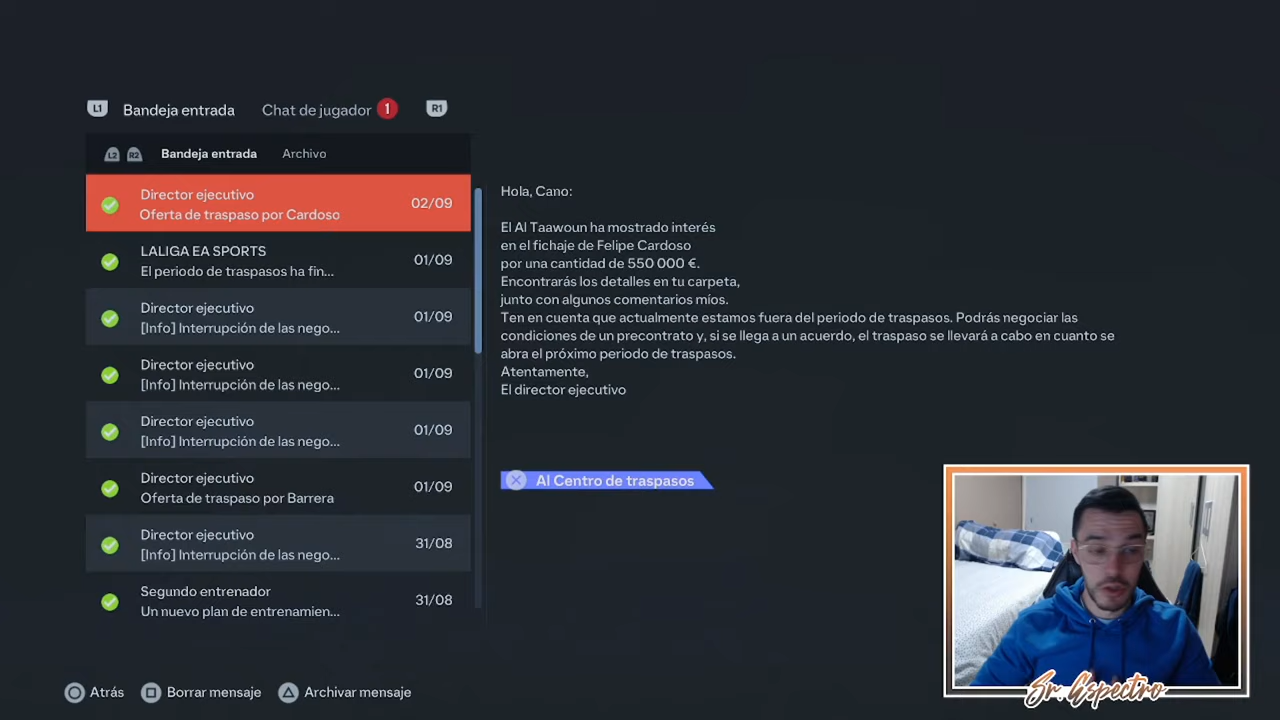 L1 Bandeja entrada Chat de jugador 1 R1
L2 R2 Bandeja entrada Archivo
Director ejecutivo
Oferta de traspaso por Cardoso
02/09
LALIGA EA SPORTS
El periodo de traspasos ha fin...
01/09
Director ejecutivo
[Info] Interrupción de las nego...
01/09
Director ejecutivo
[Info] Interrupción de las nego...
01/09
Director ejecutivo
[Info] Interrupción de las nego...
01/09
Director ejecutivo
Oferta de traspaso por Barrera
01/09
Director ejecutivo
[Info] Interrupción de las nego...
31/08
Segundo entrenador
Un nuevo plan de entrenamien...
31/08
Hola, Cano:
El Al Taawoun ha mostrado interés
en el fichaje de Felipe Cardoso
por una cantidad de 550 000 €.
Encontrarás los detalles en tu carpeta,
junto con algunos comentarios míos.
Ten en cuenta que actualmente estamos fuera del periodo de traspasos. Podrás negociar las
condiciones de un precontrato y, si se llega a un acuerdo, el traspaso se llevará a cabo en cuanto se
abra el próximo periodo de traspasos.
Atentamente,
El director ejecutivo
Al Centro de traspasos
Sr. Aspectro
Atrás Borrar mensaje Archivar mensaje